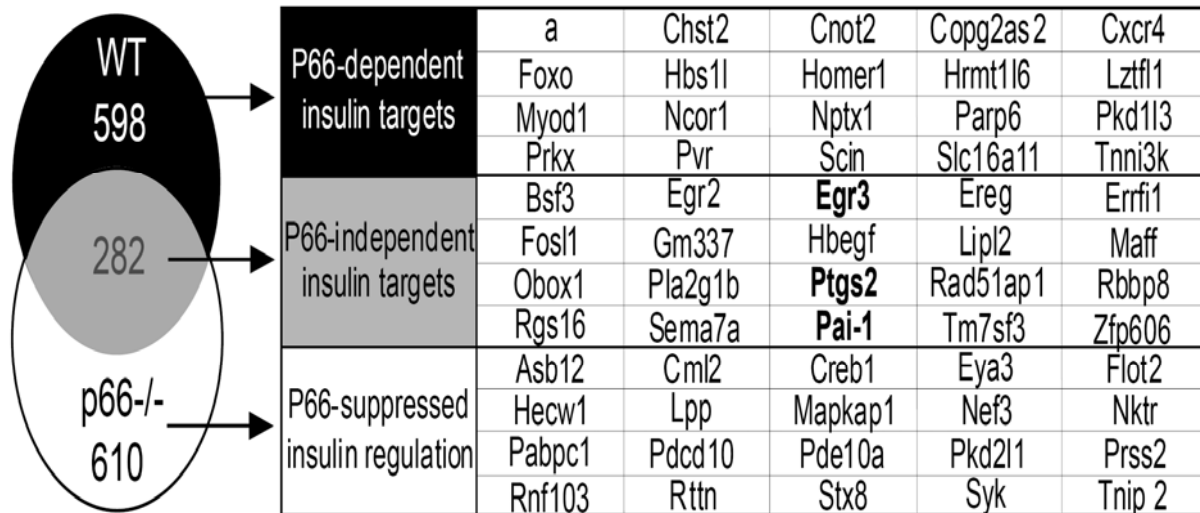 WT
598
282
p66-/-
610
P66-dependent
insulin targets
a Chst2 Cnot2 Copg2as2 Cxcr4
Foxo Hbs1l Homer1 Hrmt1l6 Lztfl1
Myod1 Ncor1 Nptx1 Parp6 Pkd1l3
Prkx Pvr Scin Slc16a11 Tnni3k
P66-independent
insulin targets
Bsf3 Egr2 Egr3 Ereg Errfi1
Fosl1 Gm337 Hbegf Lipl2 Maff
Obox1 Pla2g1b Ptgs2 Rad51ap1 Rbbp8
Rgs16 Sema7a Pai-1 Tm7sf3 Zfp606
P66-suppressed
insulin regulation
Asb12 Cml2 Creb1 Eya3 Flot2
Hecw1 Lpp Mapkap1 Nef3 Nktr
Pabpc1 Pdcd10 Pde10a Pkd2l1 Prss2
Rnf103 Rttn Stx8 Syk Tnip 2